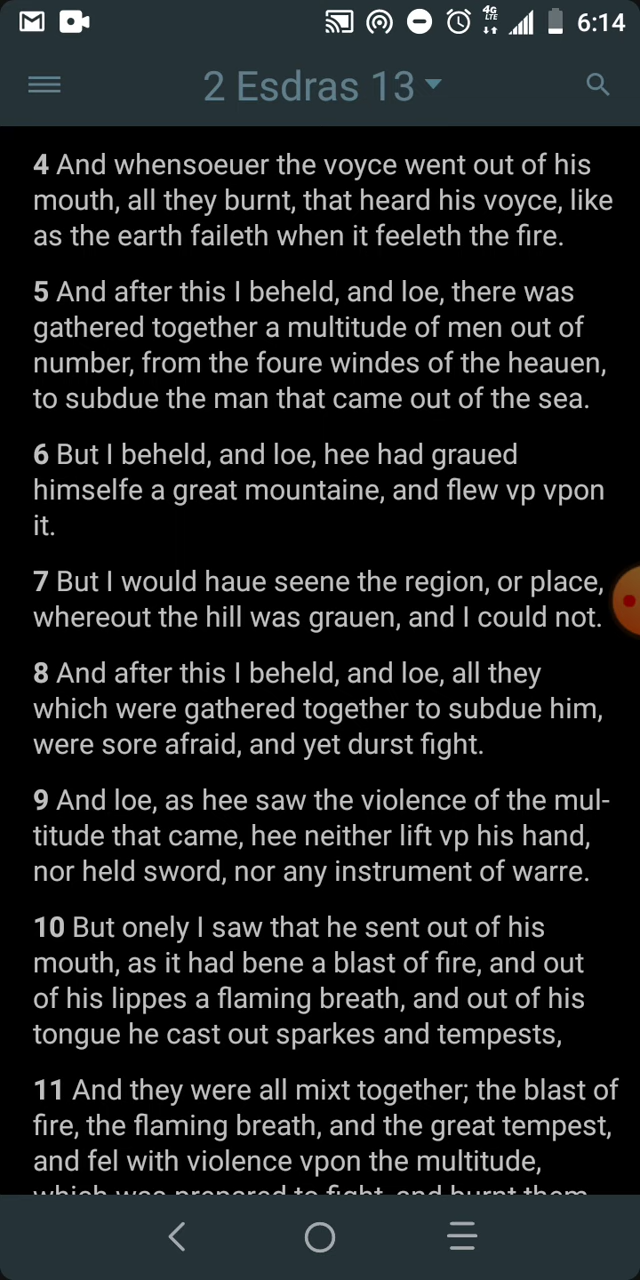 4G
LTE
6:14
2 Esdras 13
4 And whensoeuer the voyce went out of his
mouth, all they burnt, that heard his voyce, like
as the earth faileth when it feeleth the fire.
5 And after this I beheld, and loe, there was
gathered together a multitude of men out of
number, from the foure windes of the heauen,
to subdue the man that came out of the sea.
6 But I beheld, and loe, hee had graued
himselfe a great mountaine, and flew vp vpon
it.
7 But I would haue seene the region, or place,
whereout the hill was grauen, and I could not.
8 And after this I beheld, and loe, all they
which were gathered together to subdue him,
were sore afraid, and yet durst fight.
9 And loe, as hee saw the violence of the mul-
titude that came, hee neither lift vp his hand,
nor held sword, nor any instrument of warre.
10 But onely I saw that he sent out of his
mouth, as it had bene a blast of fire, and out
of his lippes a flaming breath, and out of his
tongue he cast out sparkes and tempests,
11 And they were all mixt together; the blast of
fire, the flaming breath, and the great tempest,
and fel with violence vpon the multitude,
which was prepared to fight, and burnt them